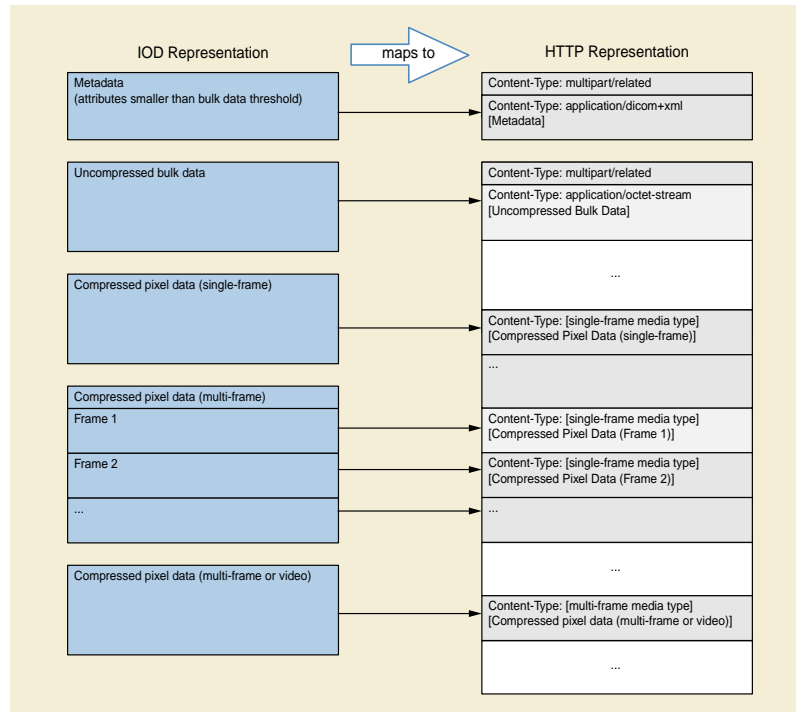 IOD Representation
maps to
HTTP Representation
Metadata
(attributes smaller than bulk data threshold)
Content-Type: multipart/related
Content-Type: application/dicom+xml
[Metadata]
Uncompressed bulk data
Content-Type: multipart/related
Content-Type: application/octet-stream
[Uncompressed Bulk Data]
...
Compressed pixel data (single-frame)
Content-Type: [single-frame media type]
[Compressed Pixel Data (single-frame)]
...
Compressed pixel data (multi-frame)
Frame 1
Content-Type: [single-frame media type]
[Compressed Pixel Data (Frame 1)]
Frame 2
Content-Type: [single-frame media type]
[Compressed Pixel Data (Frame 2)]
...
...
...
Compressed pixel data (multi-frame or video)
Content-Type: [multi-frame media type]
[Compressed pixel data (multi-frame or video)]
...